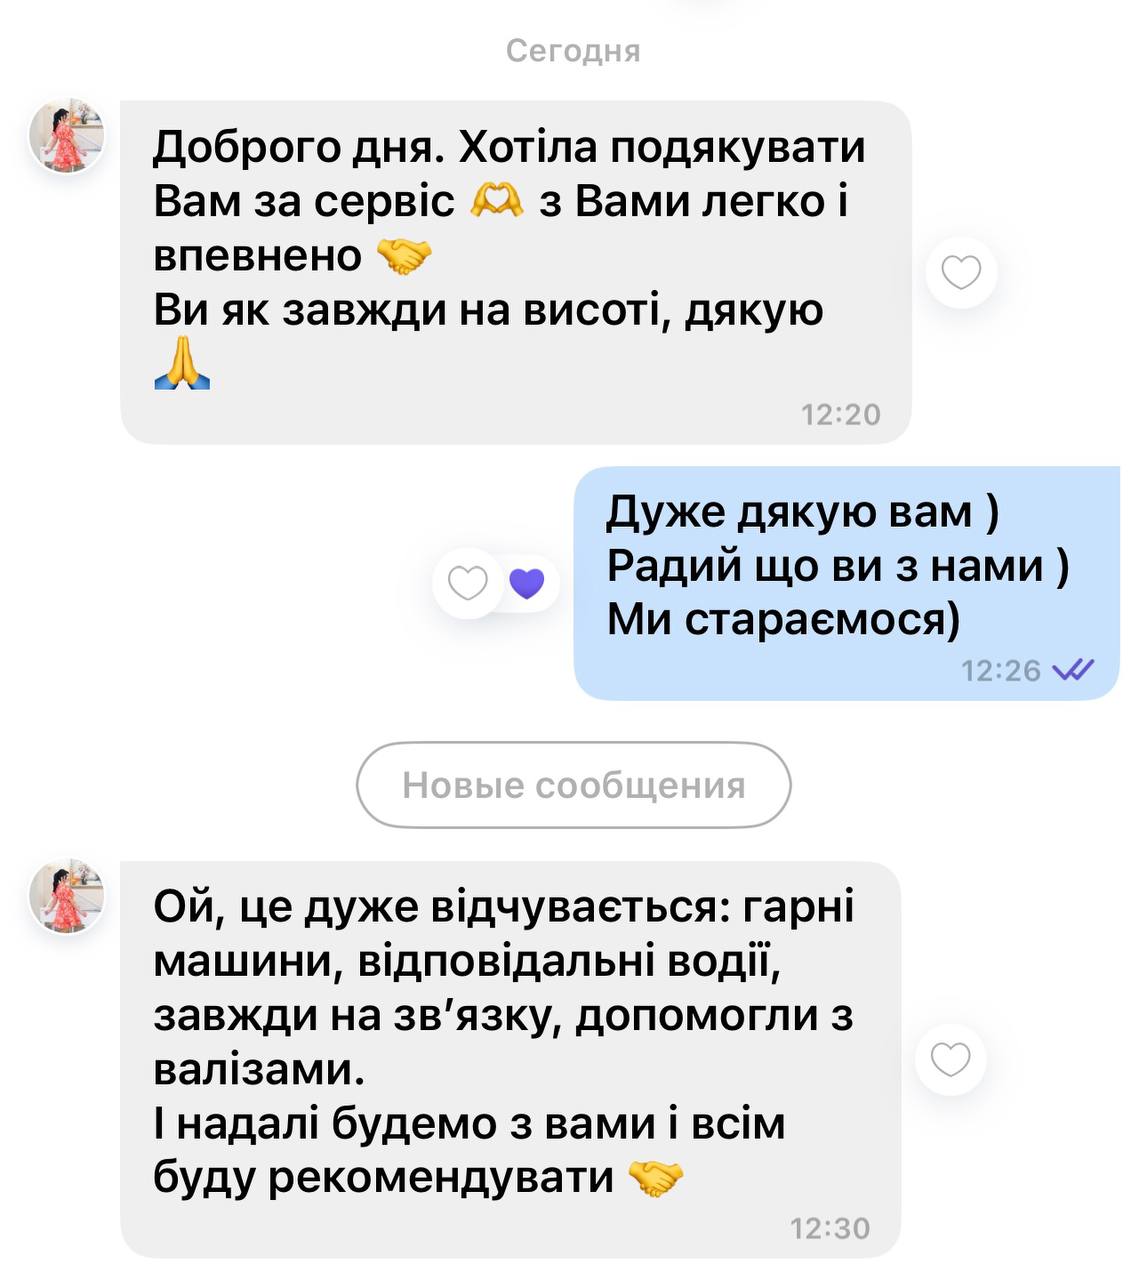 Сегодня
Доброго дня. Хотіла подякувати
Вам за сервіс 🫶 з Вами легко і
впевнено 🤝
Ви як завжди на висоті, дякую
🙏
12:20
Дуже дякую вам )
Радий що ви з нами )
Ми стараємося)
12:26
Новые сообщения
Ой, це дуже відчувається: гарні
машини, відповідальні водії,
завжди на зв’язку, допомогли з
валізами.
І надалі будемо з вами і всім
буду рекомендувати 🤝
12:30